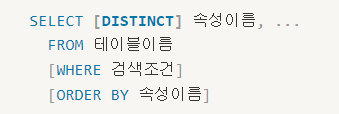 SELECT [DISTINCT] 속성이름, ...
FROM 테이블이름
[WHERE 검색조건]
[ORDER BY 속성이름]